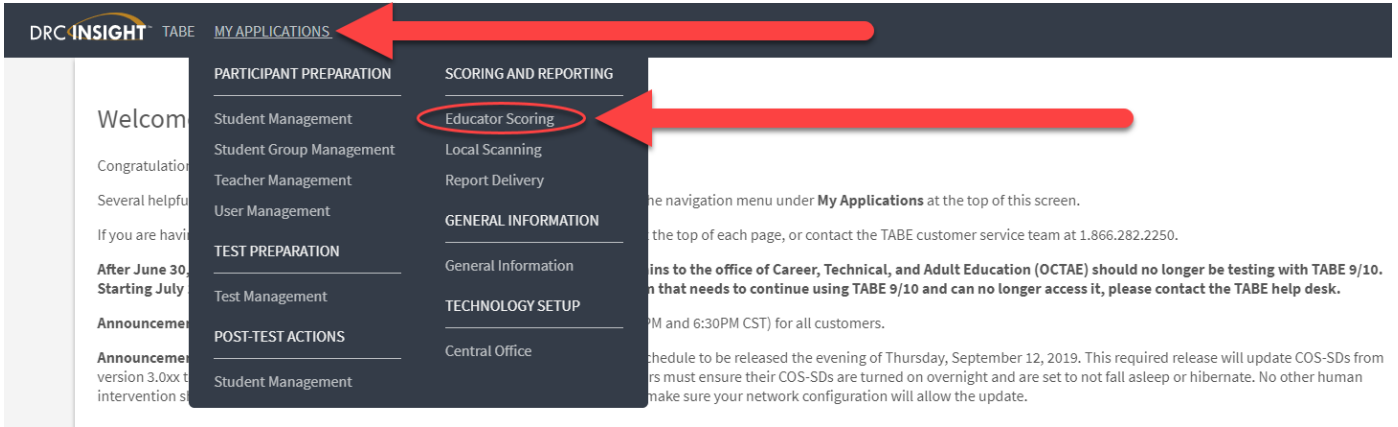 DRC INSIGHT TABE MY APPLICATIONS
PARTICIPANT PREPARATION
Student Management
Student Group Management
Teacher Management
User Management
TEST PREPARATION
Test Management
POST-TEST ACTIONS
Student Management
SCORING AND REPORTING
Educator Scoring
Local Scanning
Report Delivery
GENERAL INFORMATION
General Information
TECHNOLOGY SETUP
Central Office
Welcom
Congratulation
Several helpfu he navigation menu under My Applications at the top of this screen.
If you are havi the top of each page, or contact the TABE customer service team at 1.866.282.2250.
After June 30, ins to the office of Career, Technical, and Adult Education (OCTAE) should no longer be testing with TABE 9/10.
Starting July that needs to continue using TABE 9/10 and can no longer access it, please contact the TABE help desk.
Announcemen PM and 6:30PM CST) for all customers.
Announcemen chedule to be released the evening of Thursday, September 12, 2019. This required release will update COS-SDs from
version 3.0xx t rs must ensure their COS-SDs are turned on overnight and are set to not fall asleep or hibernate. No other human
intervention sh make sure your network configuration will allow the update.